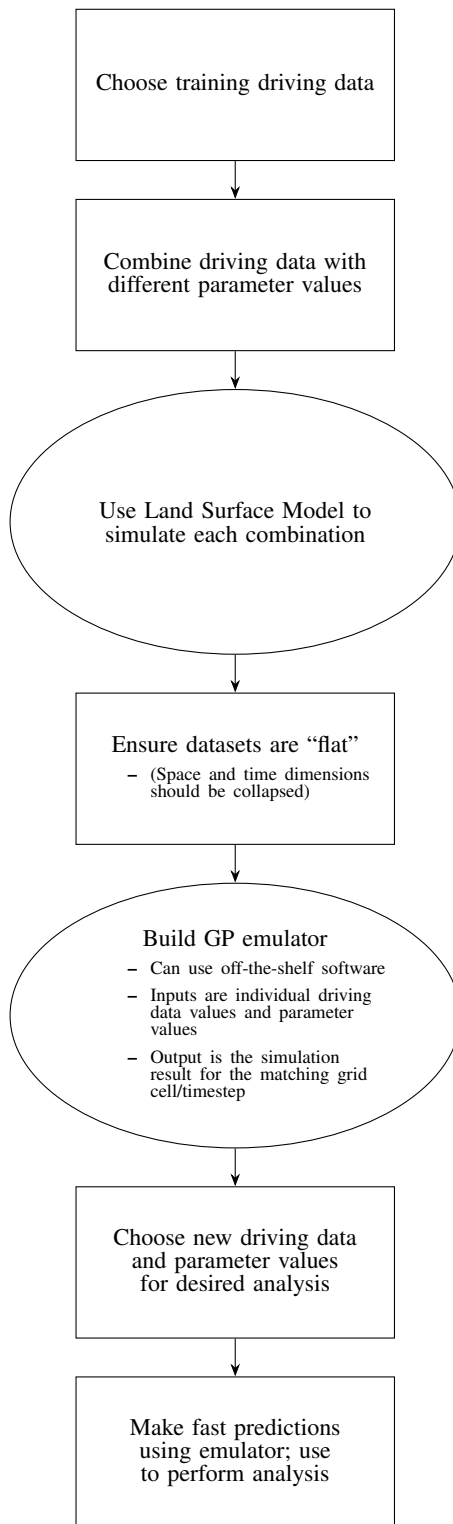 Choose training driving data
Combine driving data with
different parameter values
Use Land Surface Model to
simulate each combination
Ensure datasets are “flat”
– (Space and time dimensions
should be collapsed)
Build GP emulator
– Can use off-the-shelf software
– Inputs are individual driving
data values and parameter
values
– Output is the simulation
result for the matching grid
cell/timestep
Choose new driving data
and parameter values
for desired analysis
Make fast predictions
using emulator; use
to perform analysis